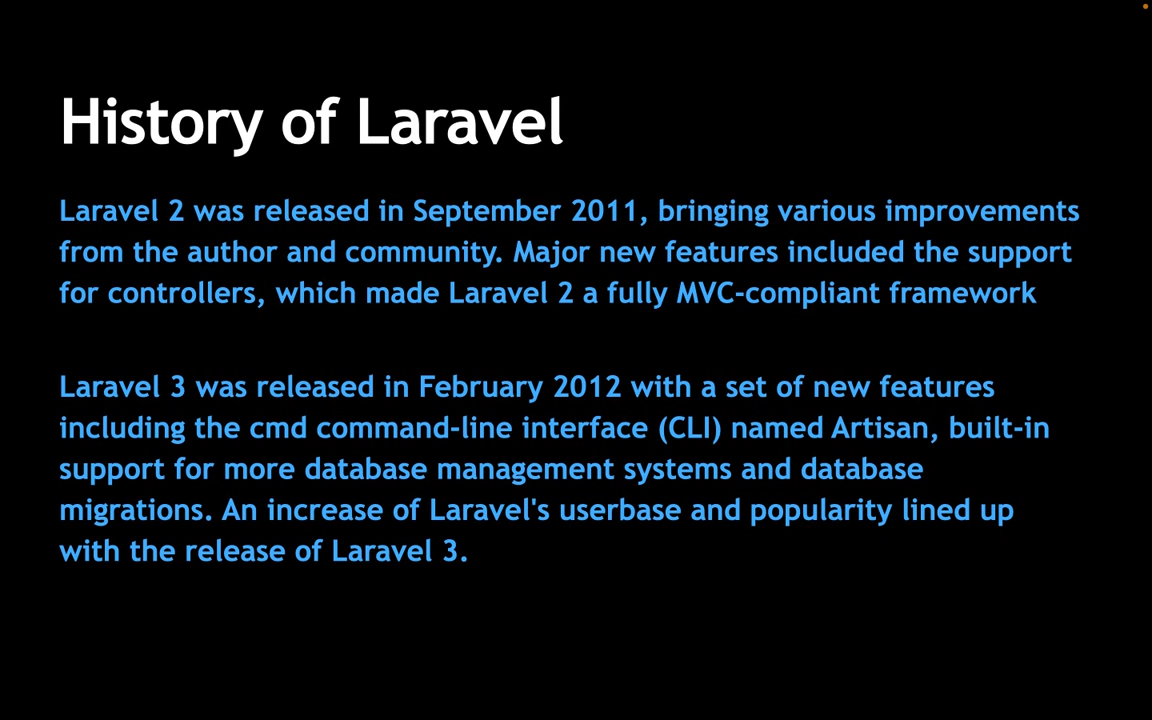 History of Laravel
Laravel 2 was released in September 2011, bringing various improvements
from the author and community. Major new features included the support
for controllers, which made Laravel 2 a fully MVC-compliant framework
Laravel 3 was released in February 2012 with a set of new features
including the cmd command-line interface (CLI) named Artisan, built-in
support for more database management systems and database
migrations. An increase of Laravel's userbase and popularity lined up
with the release of Laravel 3.